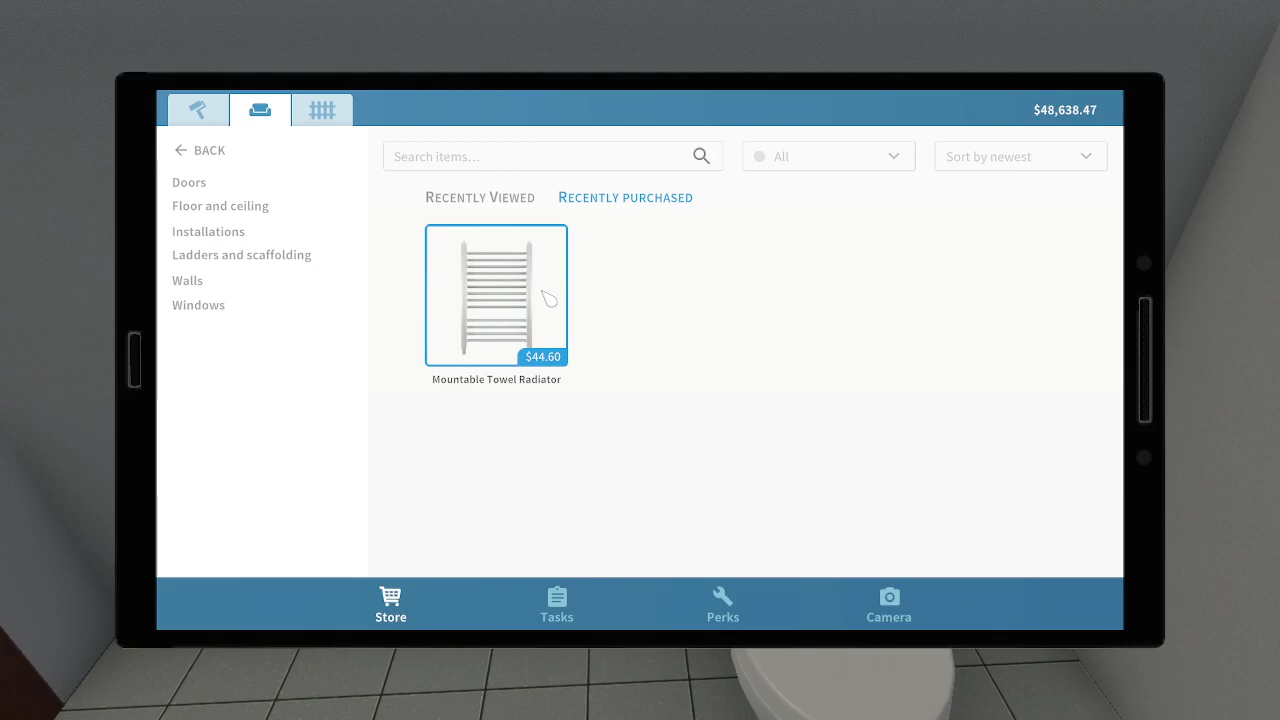 $48,638.47
BACK
Doors
Floor and ceiling
Installations
Ladders and scaffolding
Walls
Windows
Search items...
All
Sort by newest
RECENTLY VIEWED
RECENTLY PURCHASED
$44.60
Mountable Towel Radiator
Store
Tasks
Perks
Camera